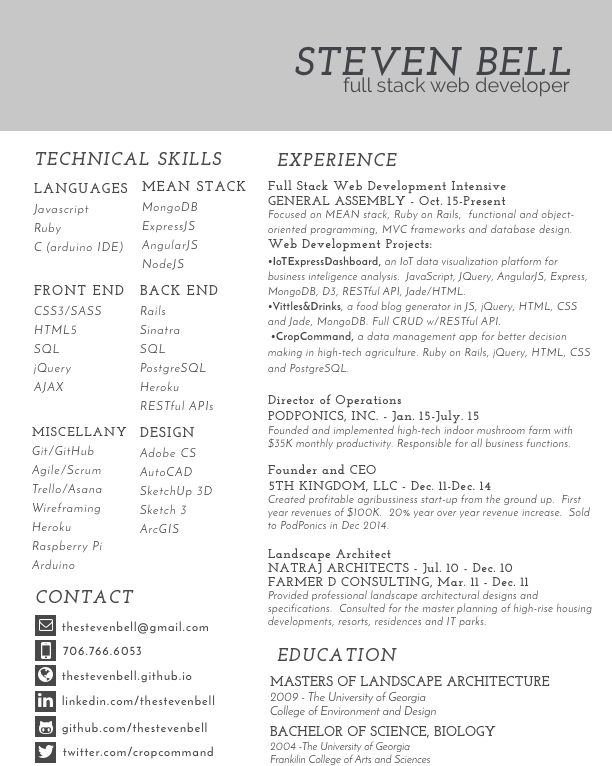 STEVEN BELL
full stack web developer
TECHNICAL SKILLS
LANGUAGES
Javascript
Ruby
C (arduino IDE)
MEAN STACK
MongoDB
ExpressJS
AngularJS
NodeJS
FRONT END
CSS3/SASS
HTML5
SQL
jQuery
AJAX
BACK END
Rails
Sinatra
SQL
PostgreSQL
Heroku
RESTful APIs
MISCELLANY
Git/GitHub
Agile/Scrum
Trello/Asana
Wireframing
Heroku
Raspberry Pi
Arduino
DESIGN
Adobe CS
AutoCAD
SketchUp 3D
Sketch 3
ArcGIS
CONTACT
thestevenbell@gmail.com
706.766.6053
thestevenbell.github.io
linkedin.com/thestevenbell
github.com/thestevenbell
twitter.com/cropcommand
EXPERIENCE
Full Stack Web Development Intensive
GENERAL ASSEMBLY - Oct. 15-Present
Focused on MEAN stack, Ruby on Rails, functional and object-
oriented programming, MVC frameworks and database design.
Web Development Projects:
•IoTExpressDashboard, an IoT data visualization platform for
business inteligence analysis. JavaScript, JQuery, AngularJS, Express,
MongoDB, D3, RESTful API, Jade/HTML.
•Vittles&Drinks, a food blog generator in JS, jQuery, HTML, CSS
and Jade, MongoDB. Full CRUD w/RESTful API.
•CropCommand, a data management app for better decision
making in high-tech agriculture. Ruby on Rails, jQuery, HTML, CSS
and PostgreSQL.
Director of Operations
PODPONICS, INC. - Jan. 15-July. 15
Founded and implemented high-tech indoor mushroom farm with
$35K monthly productivity. Responsible for all business functions.
Founder and CEO
5TH KINGDOM, LLC - Dec. 11-Dec. 14
Created profitable agribussiness start-up from the ground up. First
year revenues of $100K. 20% year over year revenue increase. Sold
to PodPonics in Dec 2014.
Landscape Architect
NATRAJ ARCHITECTS - Jul. 10 - Dec. 10
FARMER D CONSULTING, Mar. 11 - Dec. 11
Provided professional landscape architectural designs and
specifications. Consulted for the master planning of high-rise housing
developments, resorts, residences and IT parks.
EDUCATION
MASTERS OF LANDSCAPE ARCHITECTURE
2009 - The University of Georgia
College of Environment and Design
BACHELOR OF SCIENCE, BIOLOGY
2004 -The University of Georgia
Frankilin College of Arts and Sciences